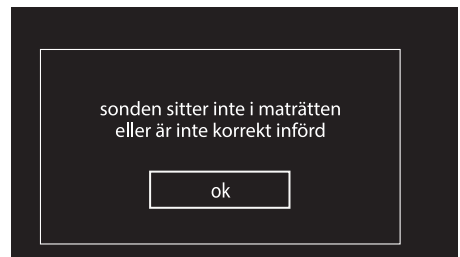 sonden sitter inte i maträtten
eller är inte korrekt införd
ok